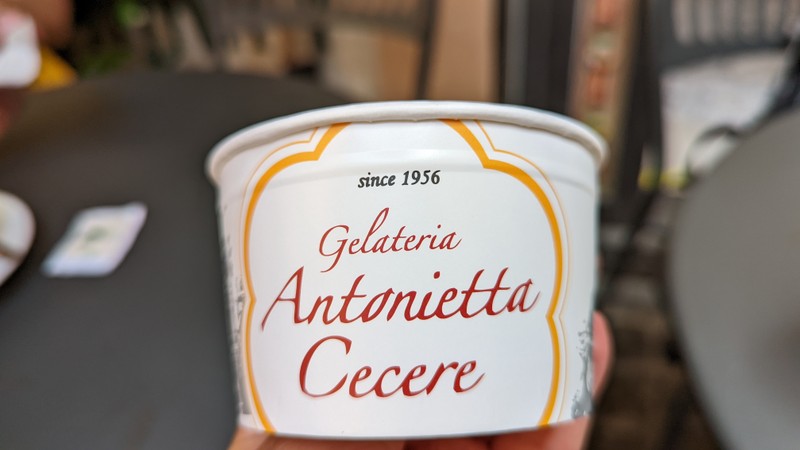 since 1956
Gelateria
Antonietta
Cecere